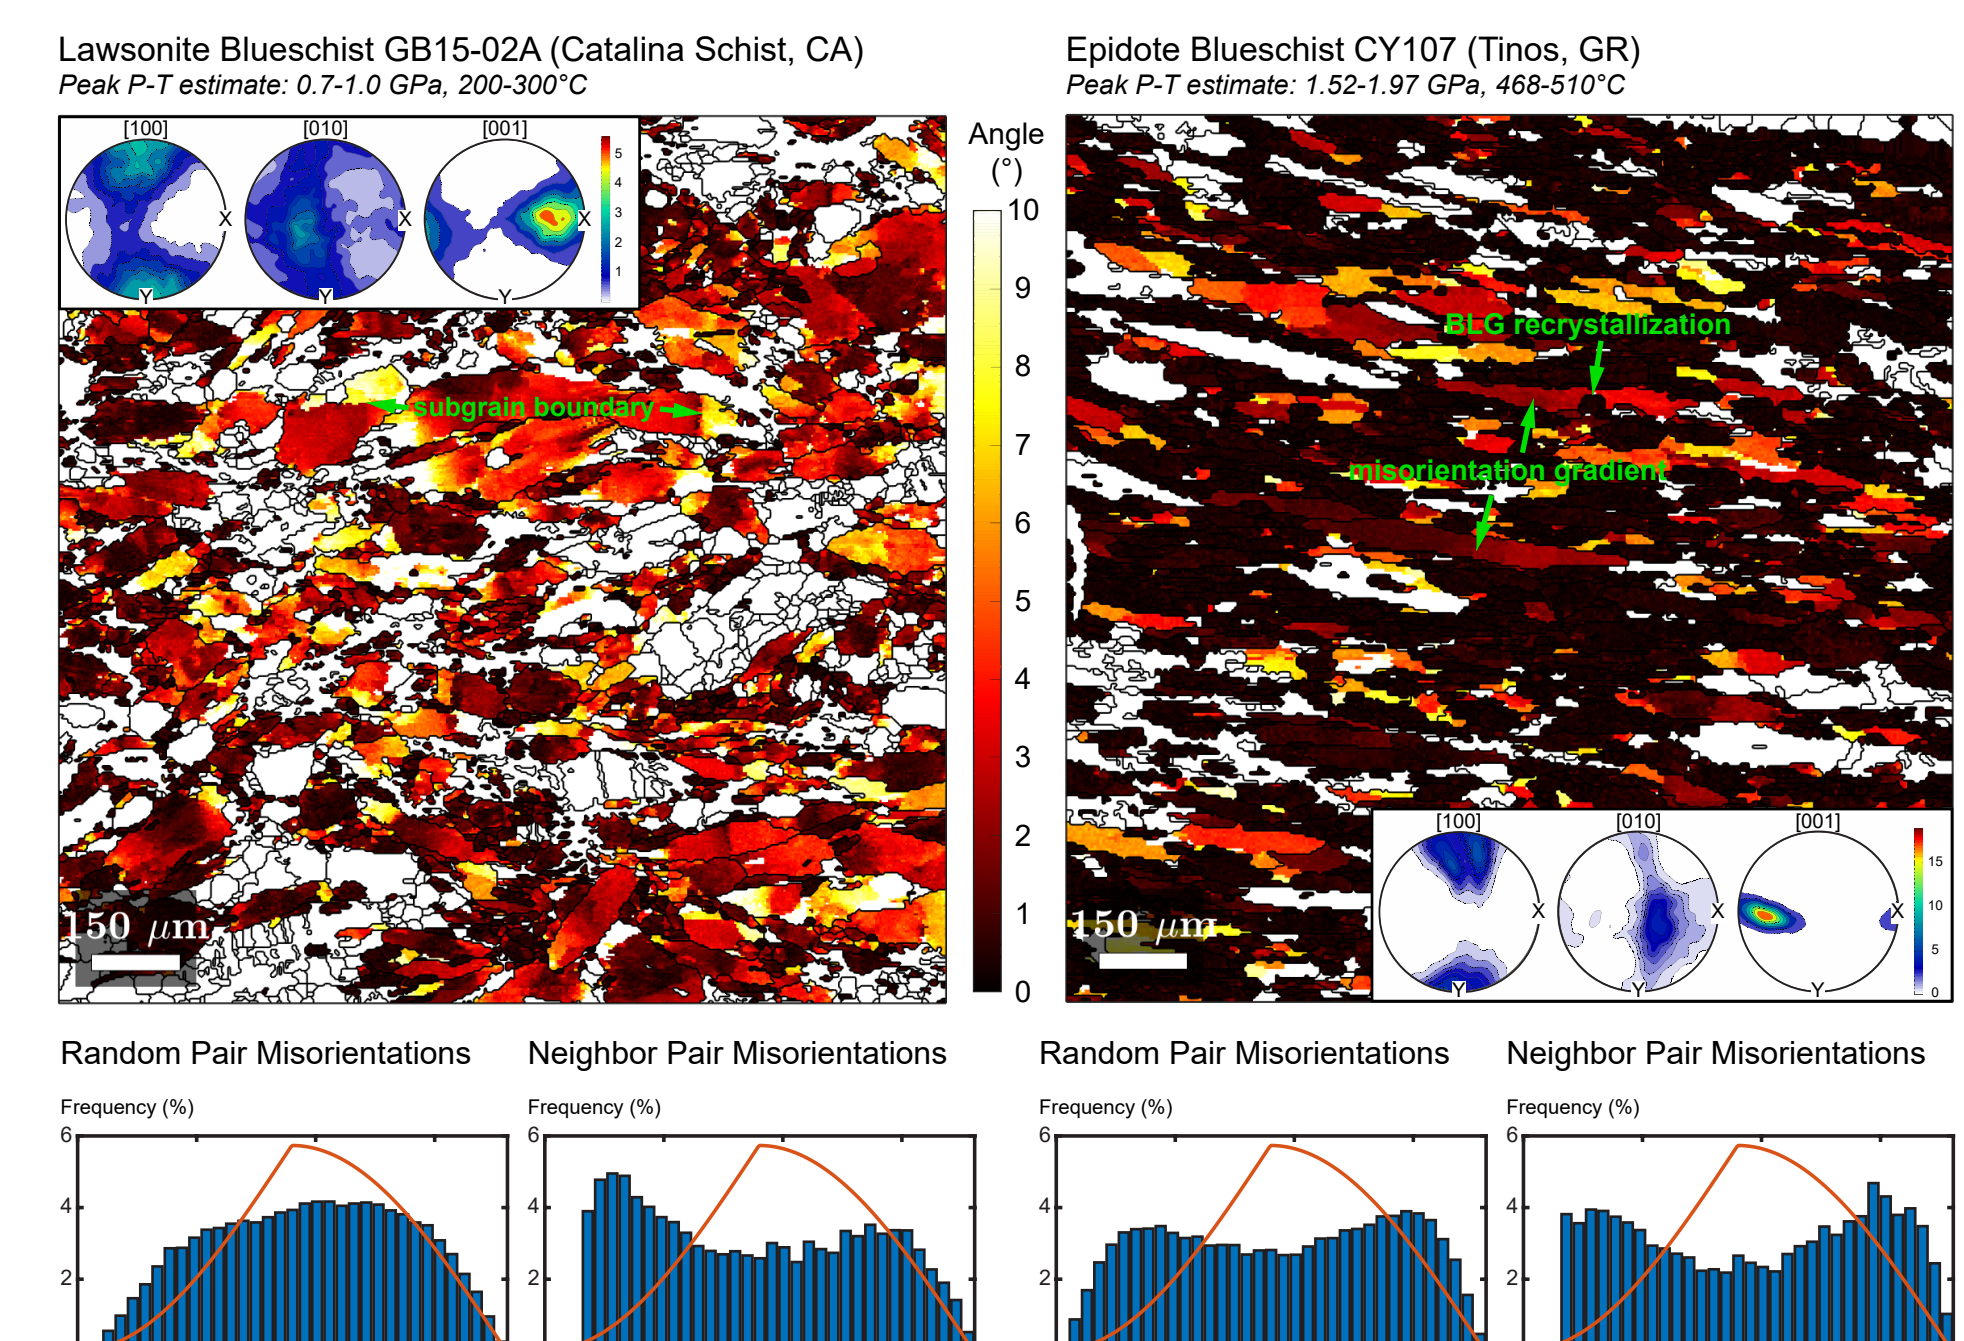 Lawsonite Blueschist GB15-02A (Catalina Schist, CA)
Peak P-T estimate: 0.7-1.0 GPa, 200-300°C
Epidote Blueschist CY107 (Tinos, GR)
Peak P-T estimate: 1.52-1.97 GPa, 468-510°C
[100] [010] [001]
X X X
Y Y Y
5
4
3
2
1
subgrain boundary
150 μm
Angle
(°)
10
9
8
7
6
5
4
3
2
1
0
BLG recrystallization
misorientation gradient
150 μm
[100] [010] [001]
X X X
Y Y Y
15
10
5
0
Random Pair Misorientations
Frequency (%)
6
4
2
Neighbor Pair Misorientations
Frequency (%)
6
4
2
Random Pair Misorientations
Frequency (%)
6
4
2
Neighbor Pair Misorientations
Frequency (%)
6
4
2